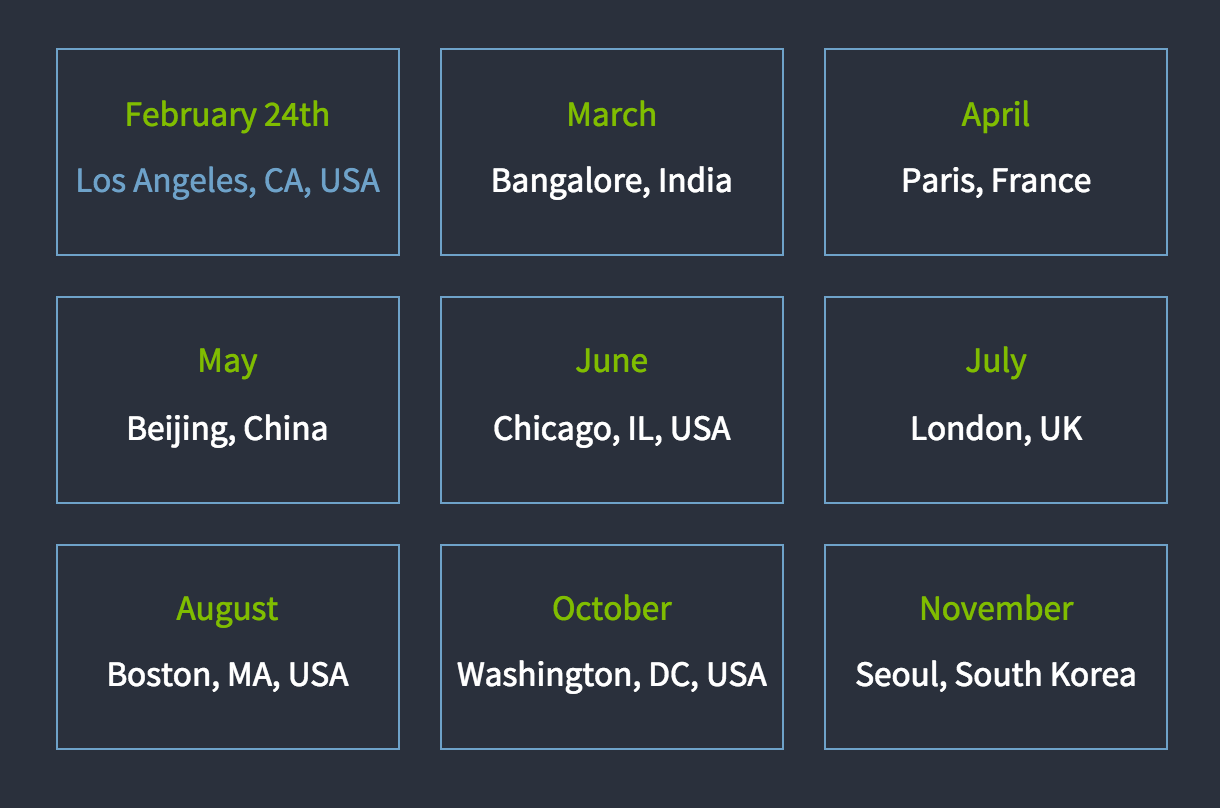 February 24th
Los Angeles, CA, USA
March
Bangalore, India
April
Paris, France
May
Beijing, China
June
Chicago, IL, USA
July
London, UK
August
Boston, MA, USA
October
Washington, DC, USA
November
Seoul, South Korea